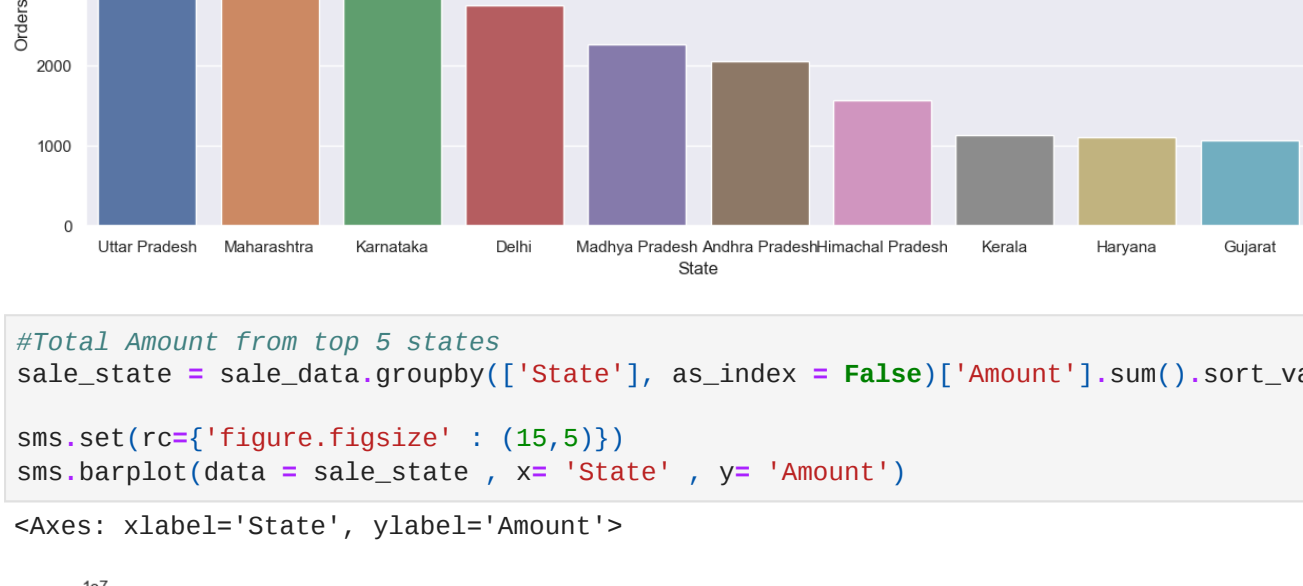 Orders
2000
1000
0
Uttar Pradesh Maharashtra Karnataka Delhi Madhya Pradesh Andhra Pradesh Himachal Pradesh Kerala Haryana Gujarat
State
#Total Amount from top 5 states
sale_state = sale_data.groupby(['State'], as_index = False)['Amount'].sum().sort_va
sms.set(rc={'figure.figsize' : (15,5)})
sms.barplot(data = sale_state , x= 'State' , y= 'Amount')
<Axes: xlabel='State', ylabel='Amount'>
1e7